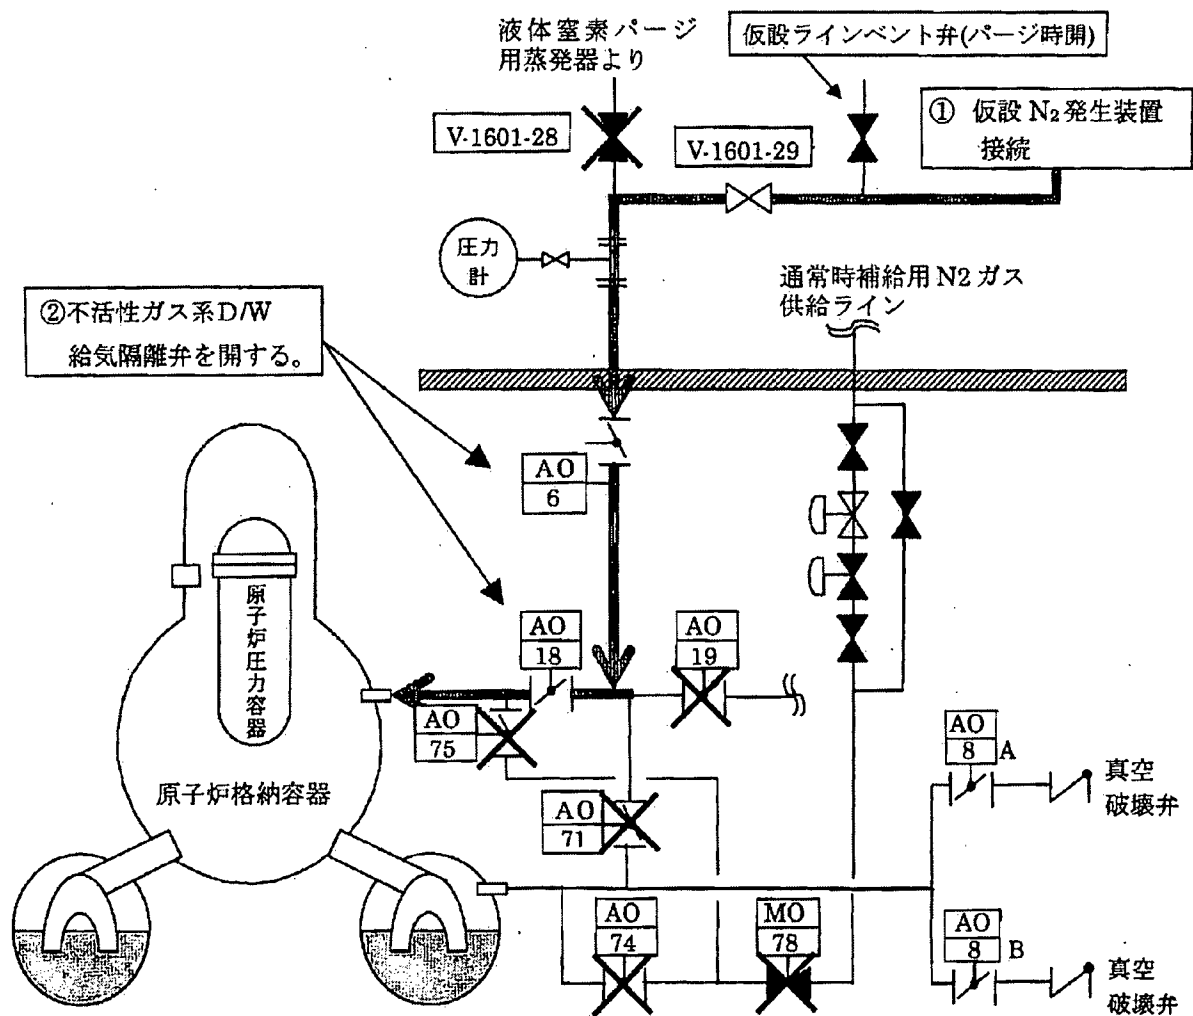 液体窒素パージ
用蒸発器より
仮設ラインベント弁(パージ時開)
① 仮設N₂発生装置
接続
V-1601-28
V-1601-29
圧力
計
通常時補給用N2ガス
供給ライン
②不活性ガス系D/W
給気隔離弁を開する。
AO
6
原子炉圧力容器
AO
18
AO
19
AO
75
原子炉格納容器
AO
71
AO
8
A
真空
破壊弁
AO
74
MO
78
AO
8
B
真空
破壊弁